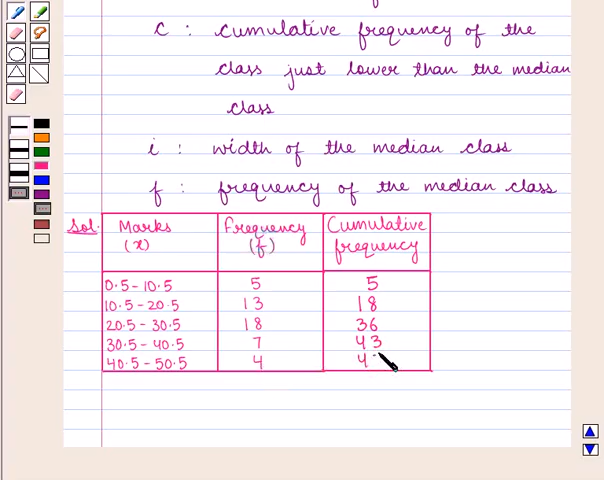 C : cumulative frequency of the
class just lower than the median
class
i : width of the median class
f : frequency of the median class
Sol. Marks Frequency Cumulative
(x) (f) frequency
0.5 - 10.5 5 5
10.5 - 20.5 13 18
20.5 - 30.5 18 36
30.5 - 40.5 7 43
40.5 - 50.5 4 4